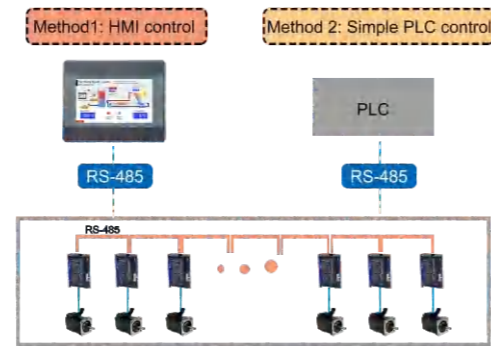 Method1: HMI control
Method 2: Simple PLC control
PLC
RS-485
RS-485
RS-485